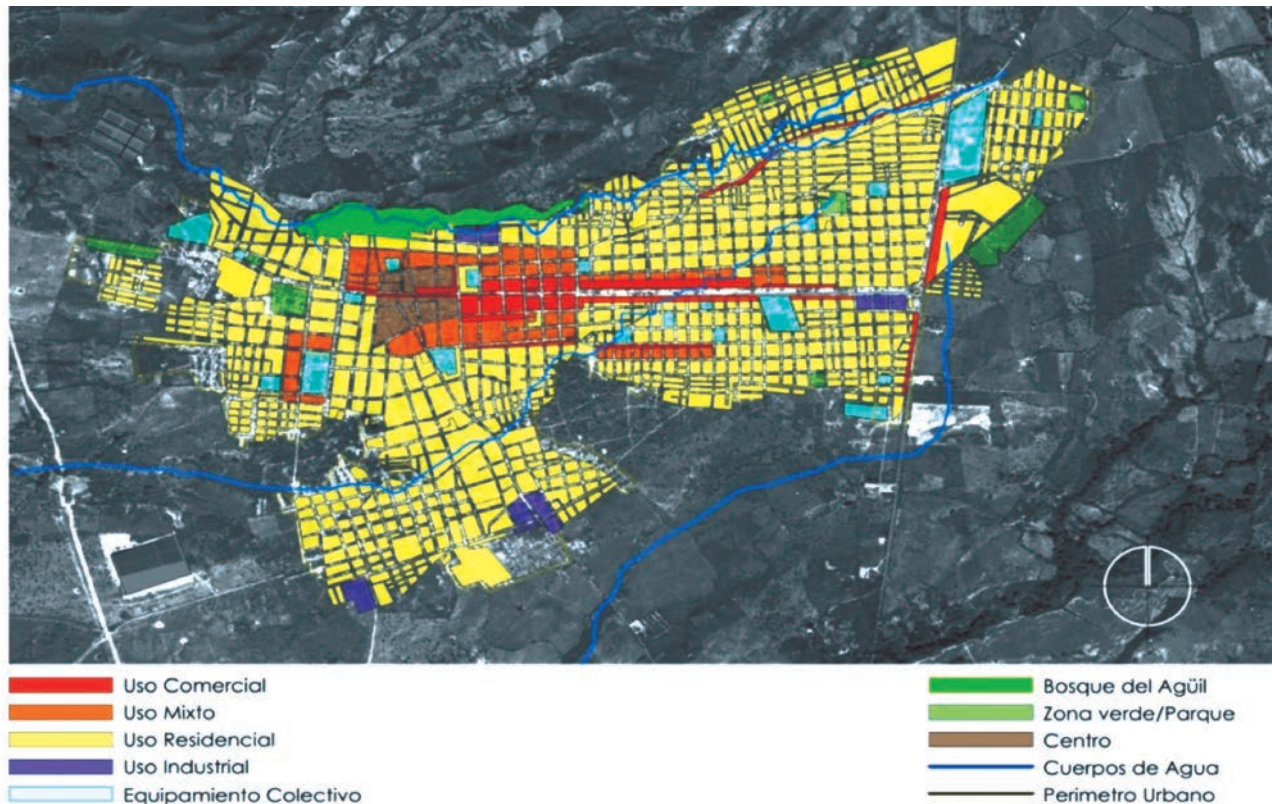 Uso Comercial
Uso Mixto
Uso Residencial
Uso Industrial
Equipamiento Colectivo
Bosque del Agüil
Zona verde/Parque
Centro
Cuerpos de Agua
Perimetro Urbano